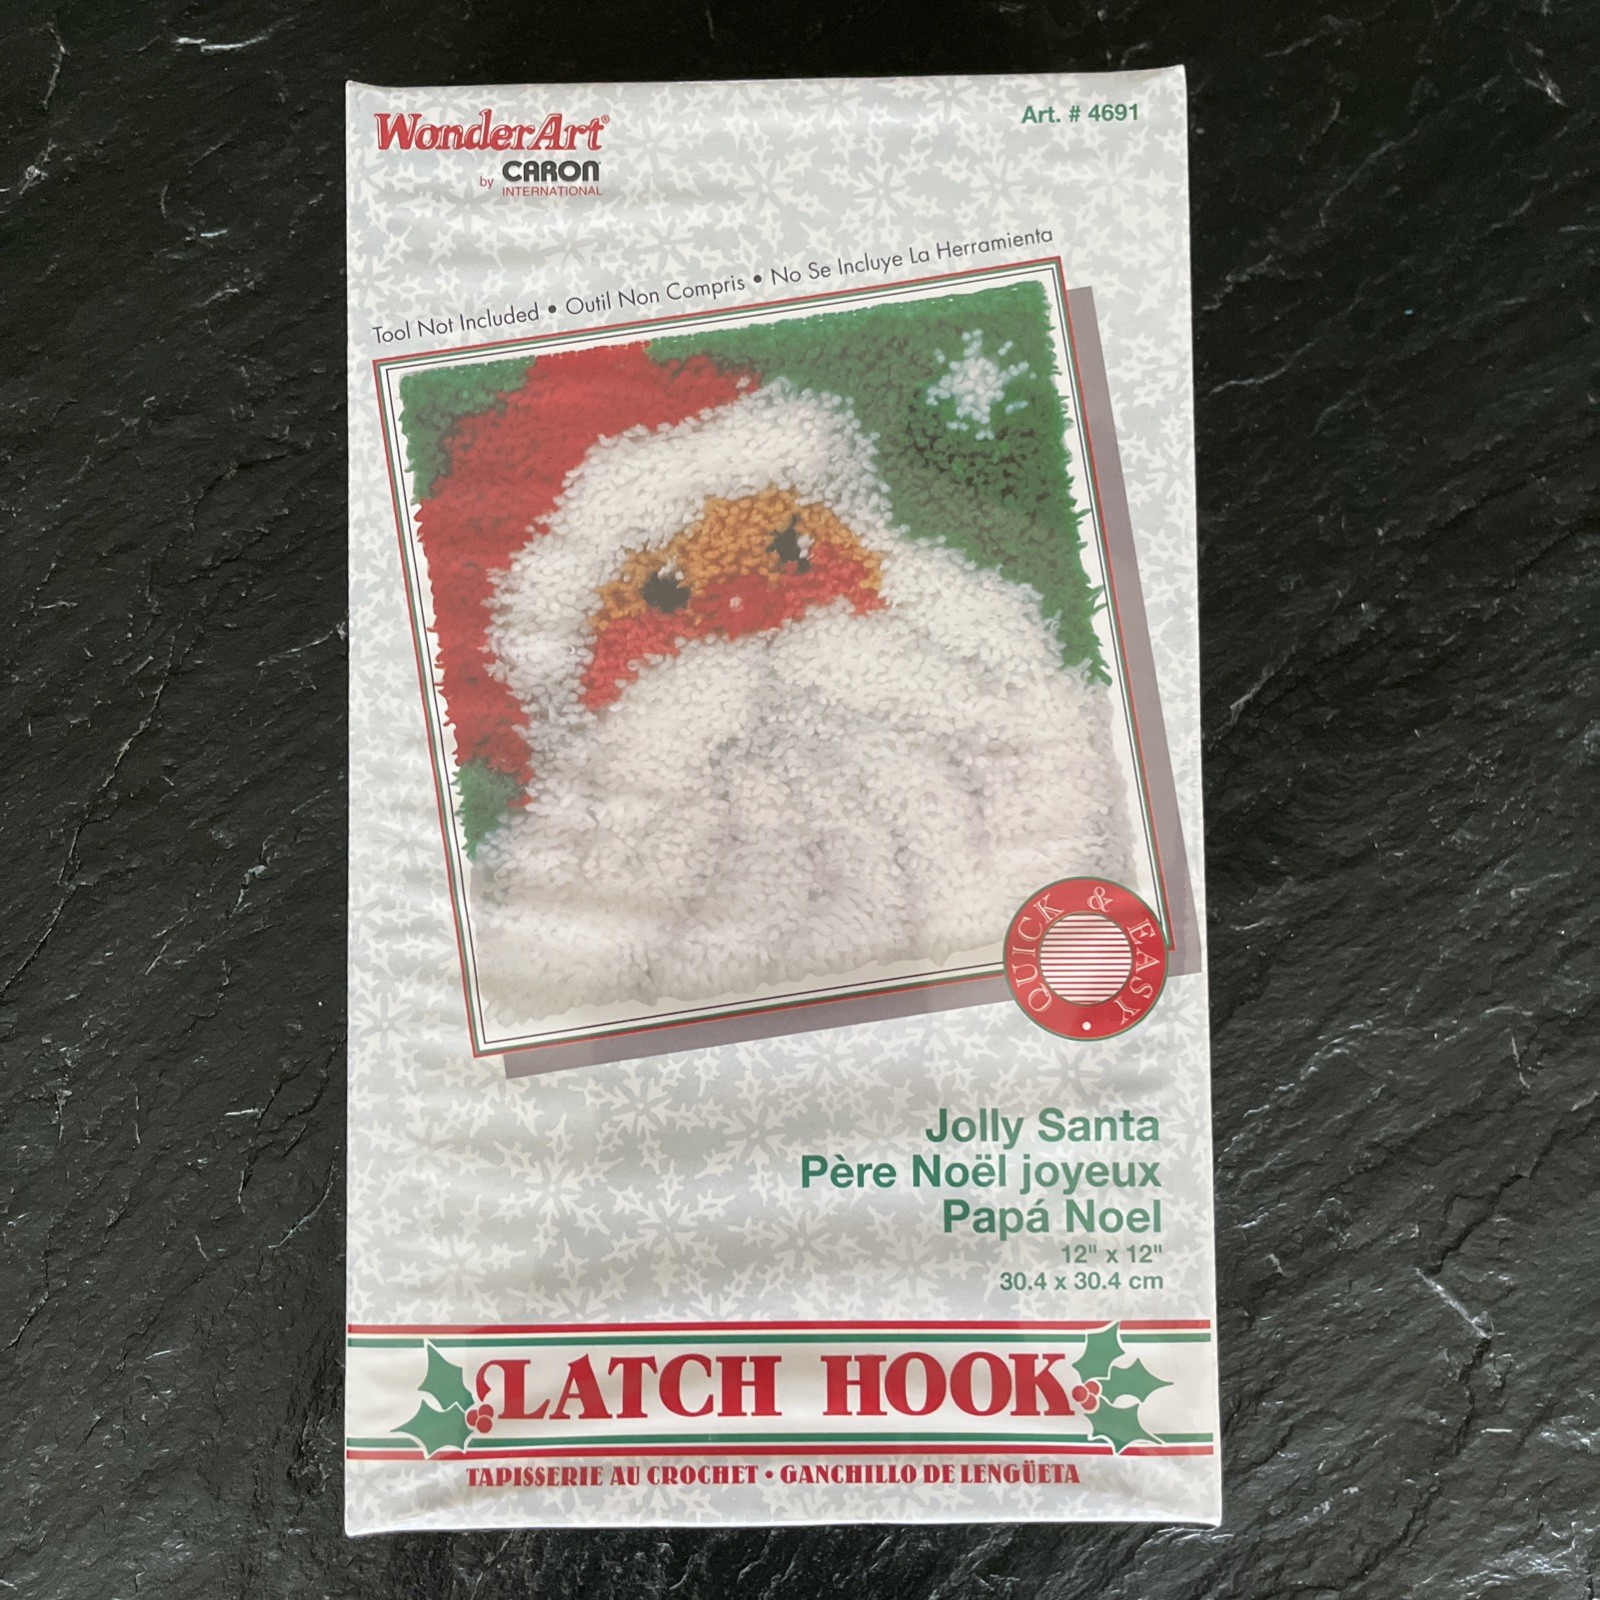 WonderArt®
by CARON
INTERNATIONAL
Art. # 4691
Tool Not Included • Outil Non Compris • No Se Incluye La Herramienta
QUICK & EASY •
Jolly Santa
Père Noël joyeux
Papá Noel
12" x 12"
30.4 x 30.4 cm
LATCH HOOK
TAPISSERIE AU CROCHET • GANCHILLO DE LENGÜETA